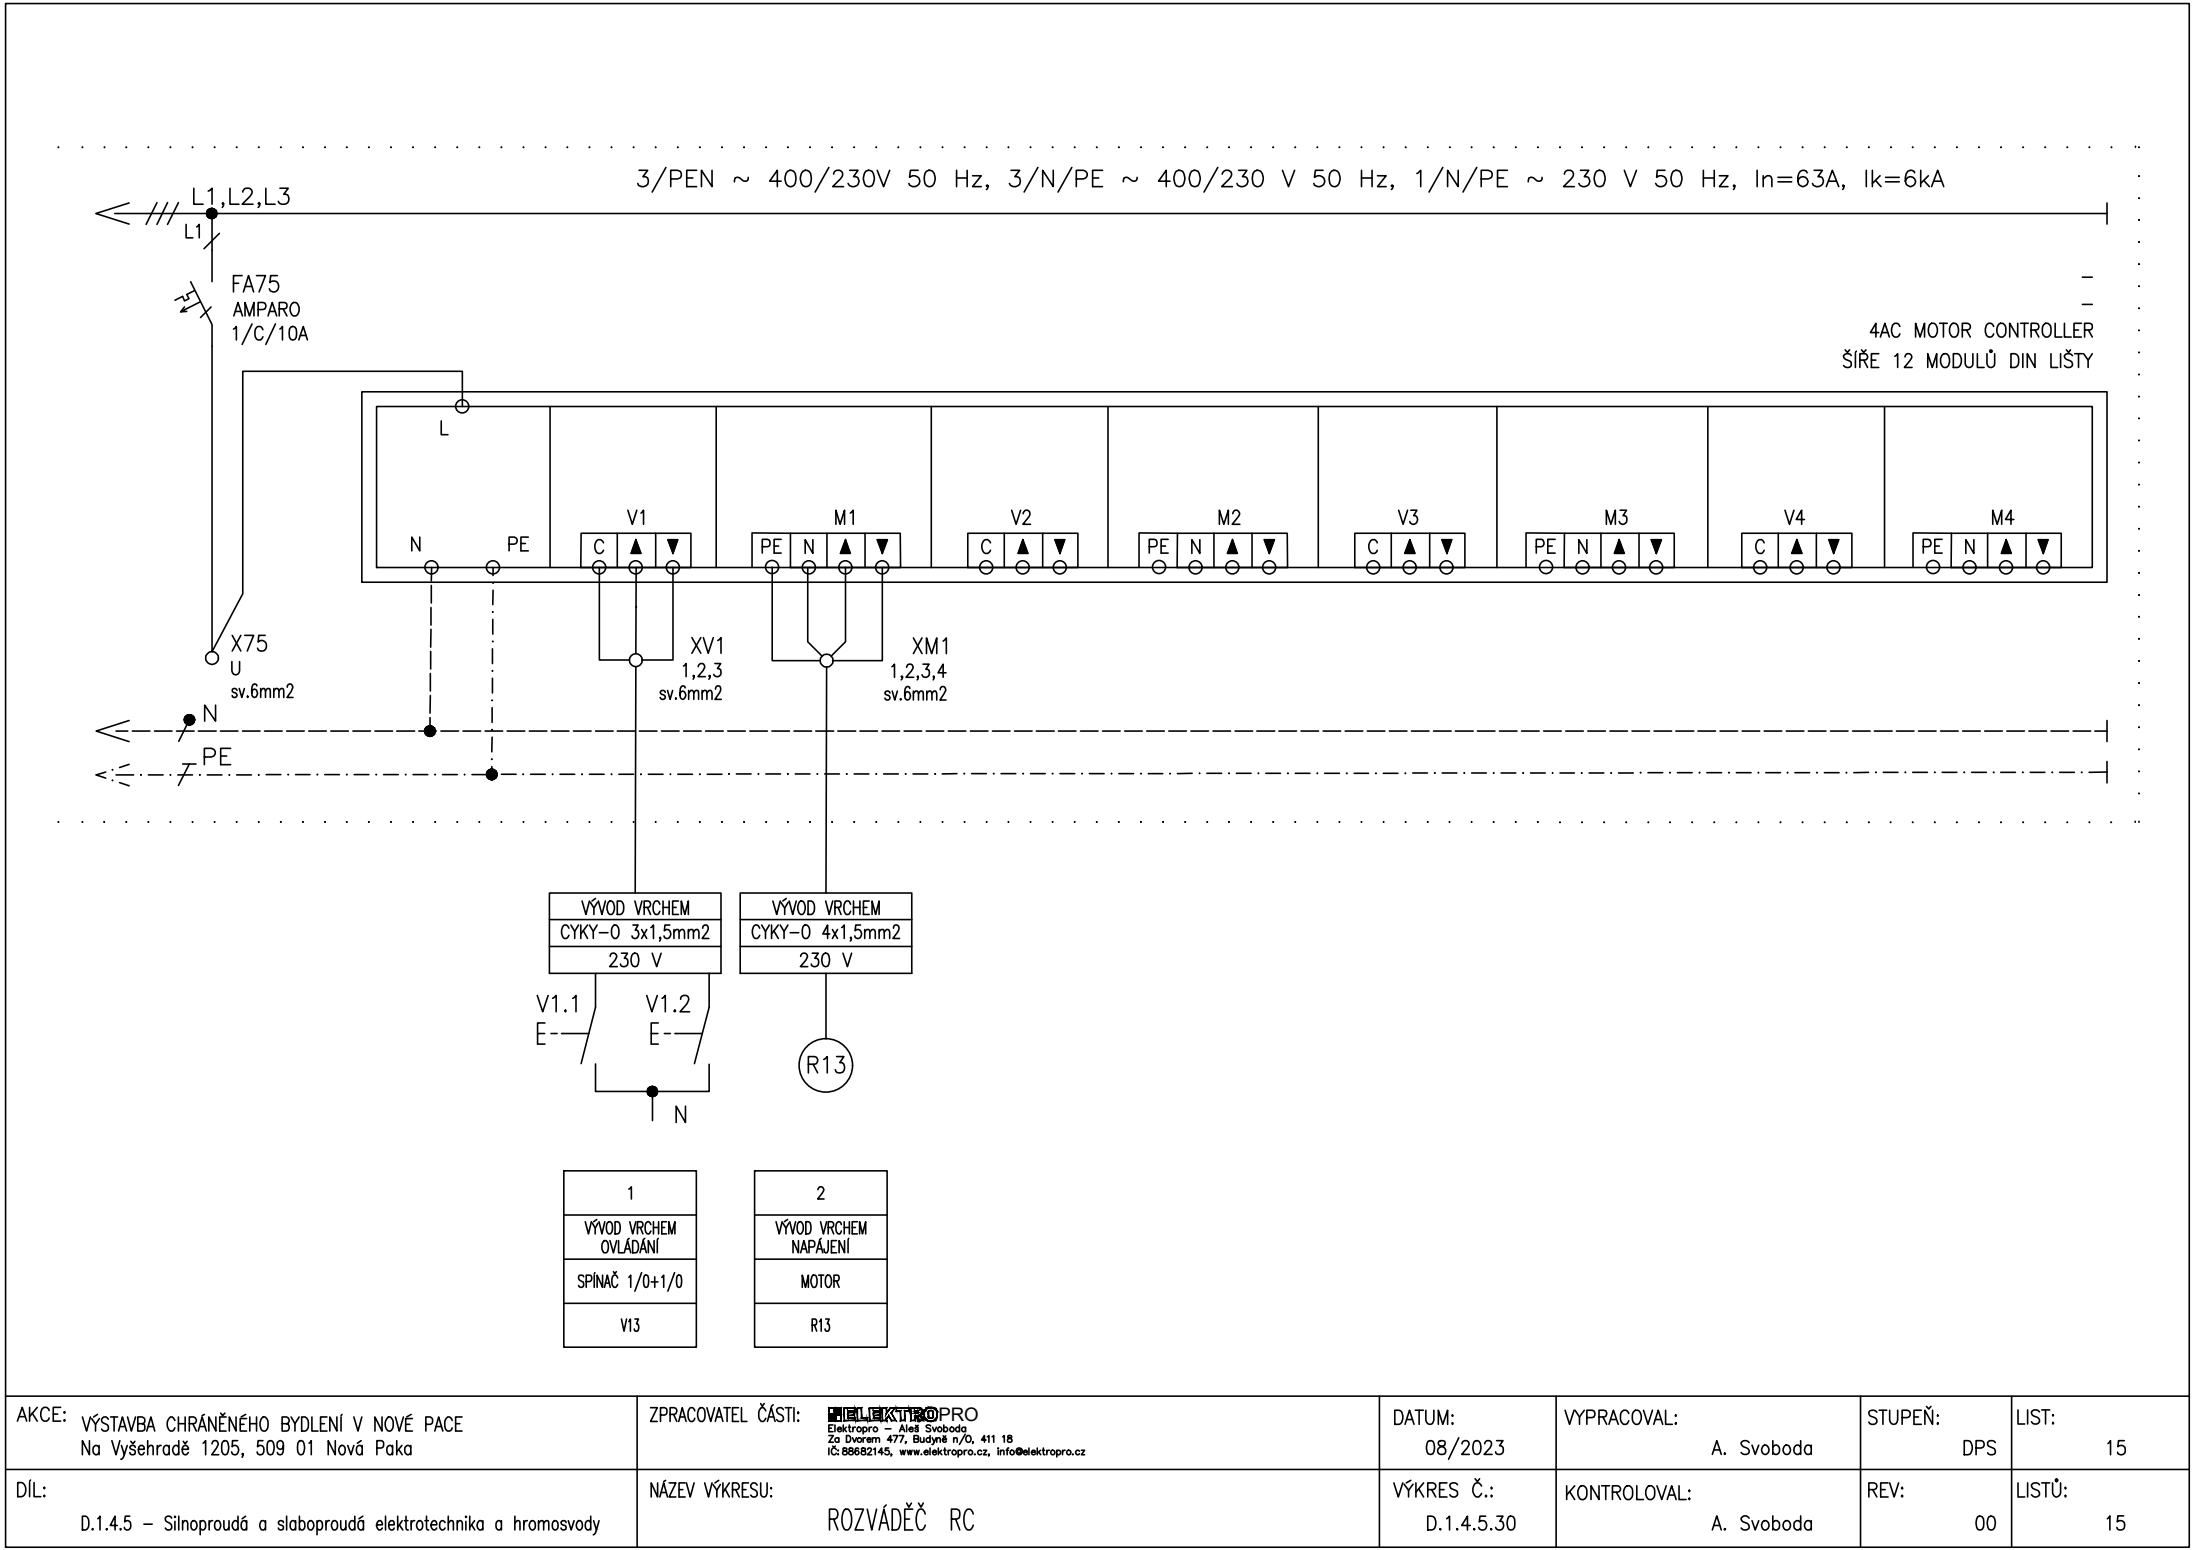 3/PEN ~ 400/230V 50 Hz, 3/N/PE ~ 400/230 V 50 Hz, 1/N/PE ~ 230 V 50 Hz, In=63A, Ik=6kA
L1,L2,L3
L1
FA75
AMPARO
1/C/10A
–
–
4AC MOTOR CONTROLLER
ŠÍŘE 12 MODULŮ DIN LIŠTY
L
N PE
V1
C ▲ ▼
M1
PE N ▲ ▼
V2
C ▲ ▼
M2
PE N ▲ ▼
V3
C ▲ ▼
M3
PE N ▲ ▼
V4
C ▲ ▼
M4
PE N ▲ ▼
X75
U
sv.6mm2
XV1
1,2,3
sv.6mm2
XM1
1,2,3,4
sv.6mm2
N
PE
VÝVOD VRCHEM
CYKY–O 3x1,5mm2
230 V
VÝVOD VRCHEM
CYKY–O 4x1,5mm2
230 V
V1.1
V1.2
R13
N
1
VÝVOD VRCHEM
OVLÁDÁNÍ
SPÍNAČ 1/0+1/0
V13
2
VÝVOD VRCHEM
NAPÁJENÍ
MOTOR
R13
AKCE:
VÝSTAVBA CHRÁNĚNÉHO BYDLENÍ V NOVÉ PACE
Na Vyšehradě 1205, 509 01 Nová Paka
ZPRACOVATEL ČÁSTI:
ELEKTROPRO
Elektropro – Aleš Svoboda
Za Dvorem 477, Budyně n/O, 411 18
IČ: 88682145, www.elektropro.cz, info@elektropro.cz
DATUM:
08/2023
VYPRACOVAL:
A. Svoboda
STUPEŇ:
DPS
LIST:
15
DÍL:
D.1.4.5 – Silnoproudá a slaboproudá elektrotechnika a hromosvody
NÁZEV VÝKRESU:
ROZVÁDĚČ RC
VÝKRES Č.:
D.1.4.5.30
KONTROLOVAL:
A. Svoboda
REV:
00
LISTŮ:
15